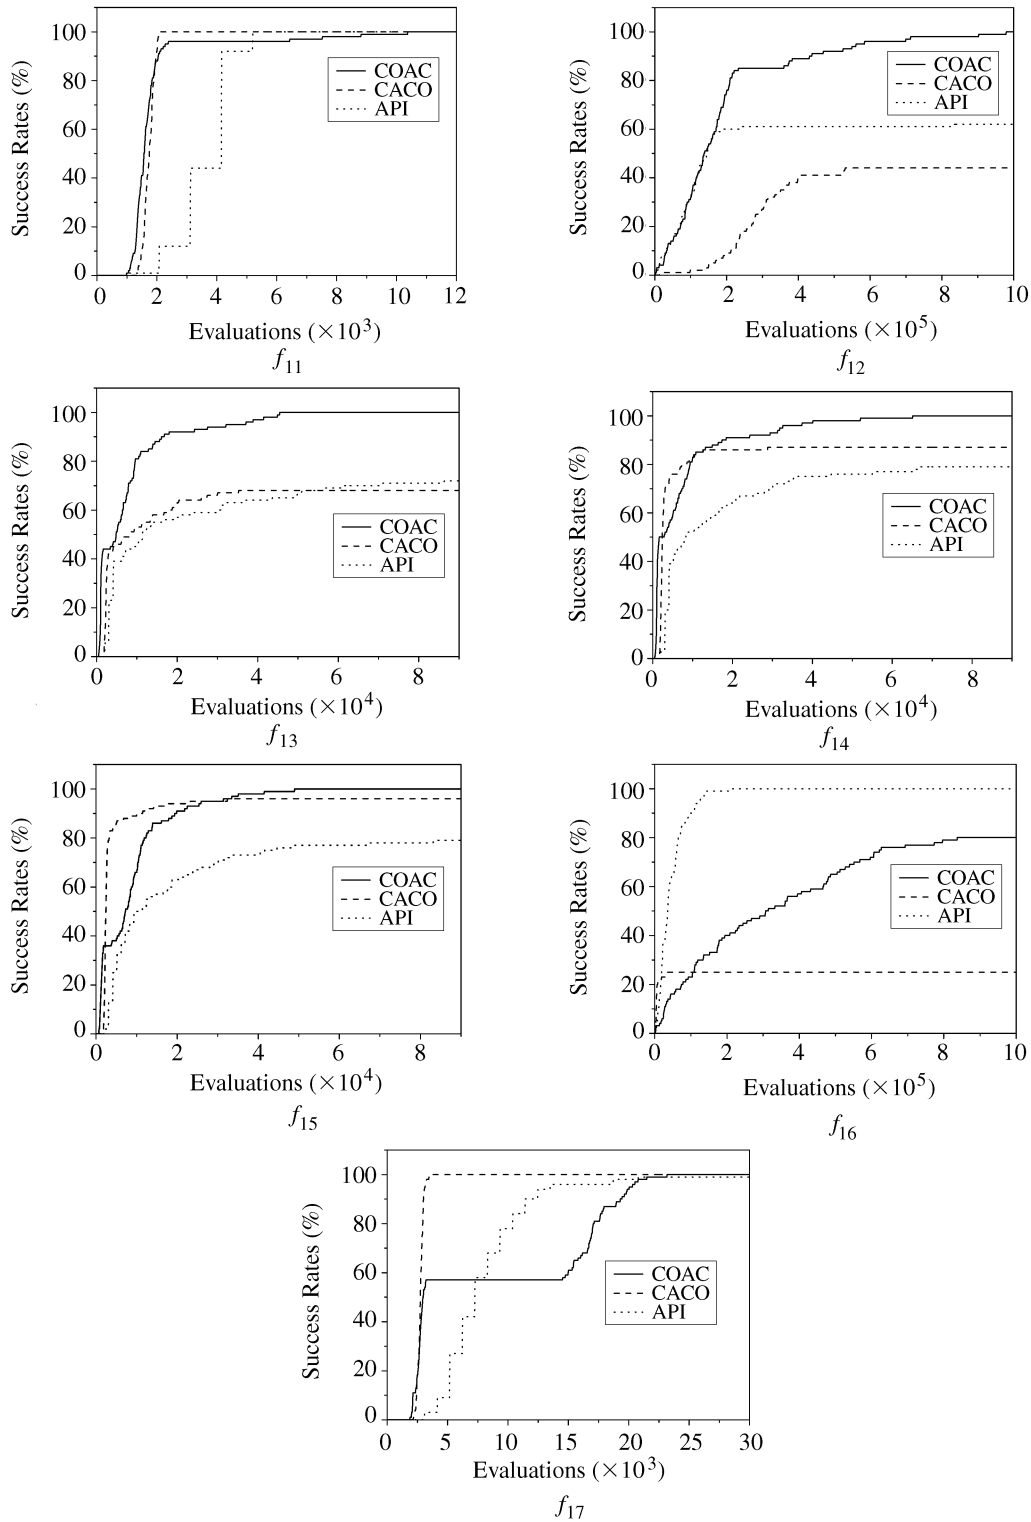 100
80
60
40
20
0
Success Rates (%)
COAC
CACO
API
0 2 4 6 8 10 12
Evaluations (×10³)
f₁₁
100
80
60
40
20
0
Success Rates (%)
COAC
CACO
API
0 2 4 6 8 10
Evaluations (×10⁵)
f₁₂
100
80
60
40
20
0
Success Rates (%)
COAC
CACO
API
0 2 4 6 8
Evaluations (×10⁴)
f₁₃
100
80
60
40
20
0
Success Rates (%)
COAC
CACO
API
0 2 4 6 8
Evaluations (×10⁴)
f₁₄
100
80
60
40
20
0
Success Rates (%)
COAC
CACO
API
0 2 4 6 8
Evaluations (×10⁴)
f₁₅
100
80
60
40
20
0
Success Rates (%)
COAC
CACO
API
0 2 4 6 8 10
Evaluations (×10⁵)
f₁₆
100
80
60
40
20
0
Success Rates (%)
COAC
CACO
API
0 5 10 15 20 25 30
Evaluations (×10³)
f₁₇